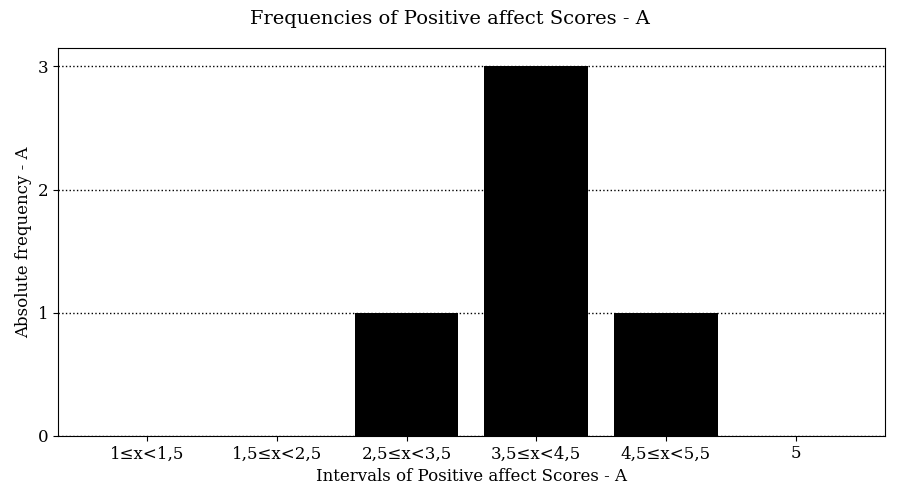 Frequencies of Positive affect Scores - A
Absolute frequency - A
3
2
1
0
1≤x<1,5 1,5≤x<2,5 2,5≤x<3,5 3,5≤x<4,5 4,5≤x<5,5 5
Intervals of Positive affect Scores - A